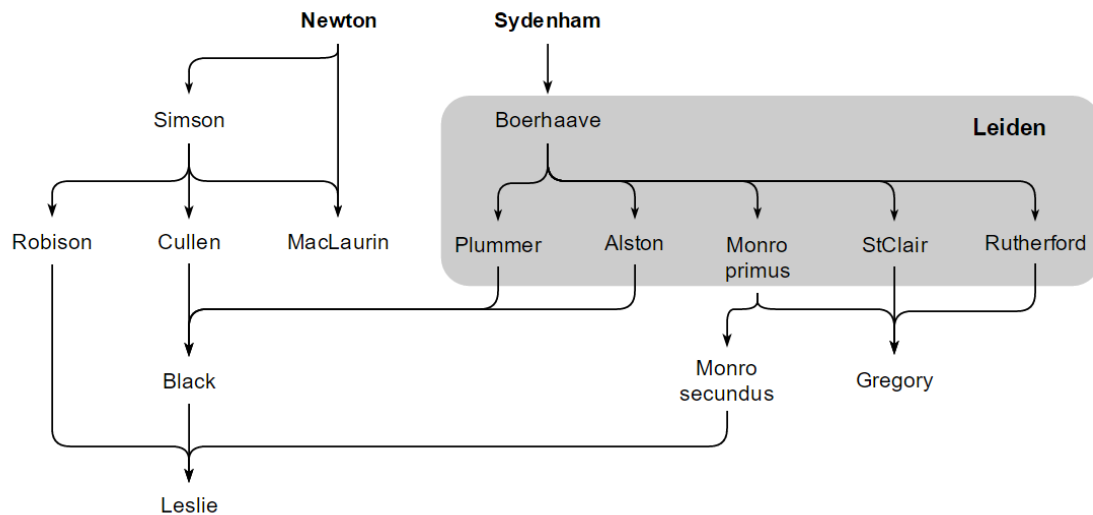 Newton
Sydenham
Simson
Boerhaave
Leiden
Robison
Cullen
MacLaurin
Plummer
Alston
Monro
primus
StClair
Rutherford
Black
Monro
secundus
Gregory
Leslie